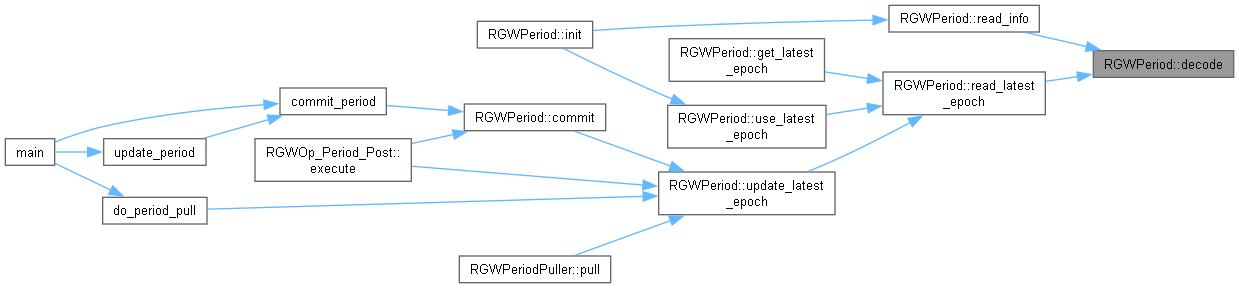 RGWPeriod::read_info
RGWPeriod::init
RGWPeriod::get_latest
_epoch
RGWPeriod::decode
RGWPeriod::read_latest
_epoch
commit_period
RGWPeriod::commit
RGWPeriod::use_latest
_epoch
main
update_period
RGWOp_Period_Post::
execute
RGWPeriod::update_latest
_epoch
do_period_pull
RGWPeriodPuller::pull